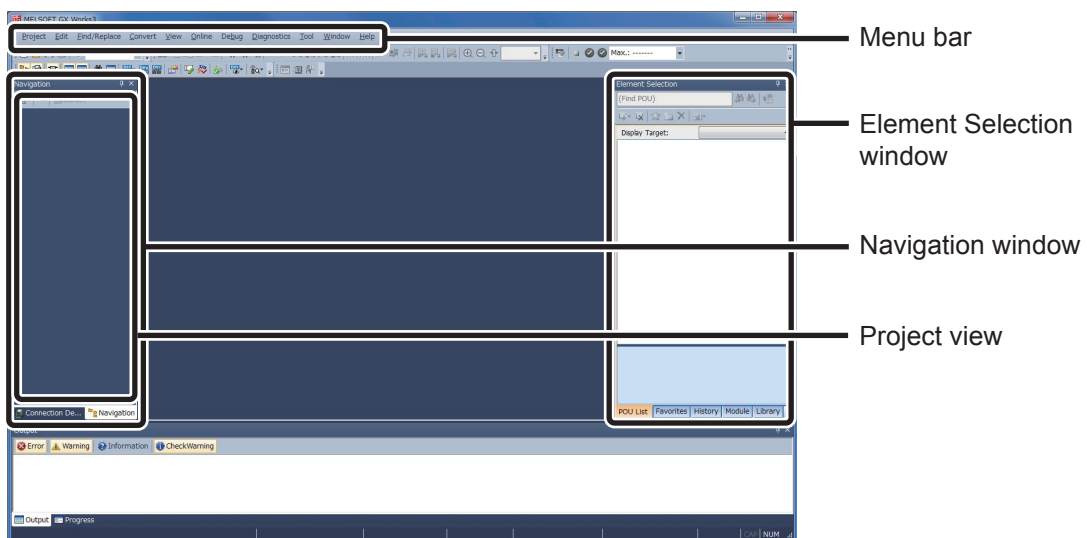 MELSOFT GX Works3
Project Edit Find/Replace Convert View Online Debug Diagnostics Tool Window Help
Menu bar
Max.: -------
Navigation
Element Selection
(Find POU)
Display Target:
Element Selection
window
Navigation window
Project view
Connection De... Navigation
POU List Favorites History Module Library
Output
Error Warning Information CheckWarning
Output Progress
CAP NUM